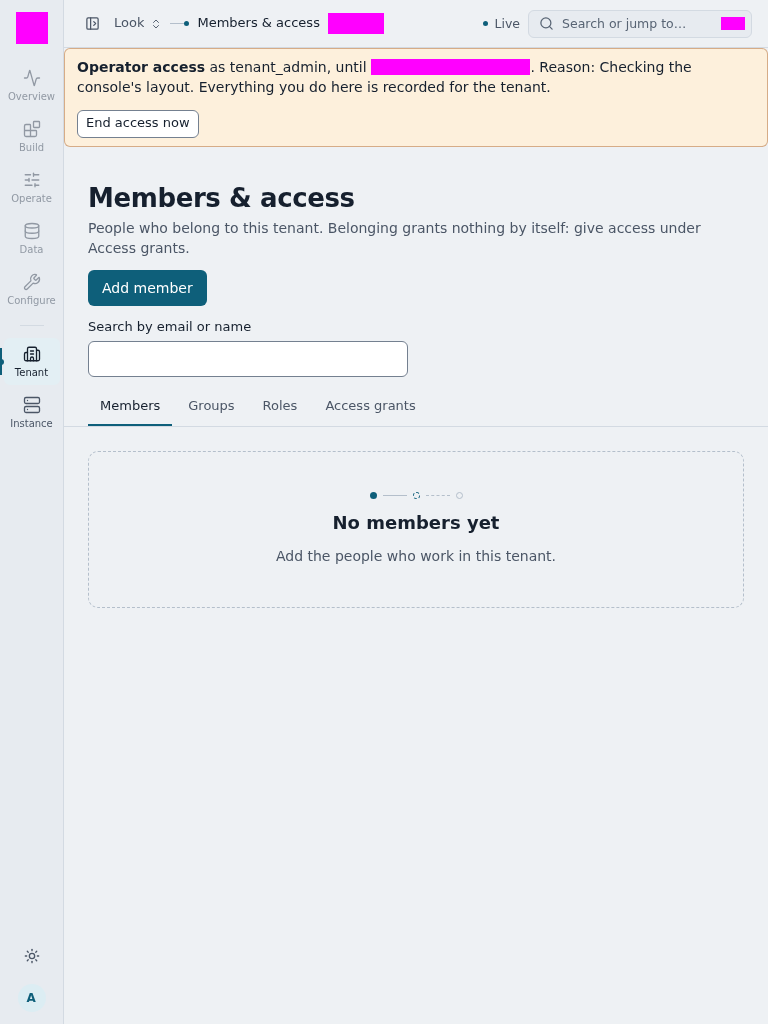 Look
Members & access
Live
Search or jump to...
Overview
Build
Operate
Data
Configure
Tenant
Instance
Operator access as tenant_admin, until . Reason: Checking the
console's layout. Everything you do here is recorded for the tenant.
End access now
Members & access
People who belong to this tenant. Belonging grants nothing by itself: give access under
Access grants.
Add member
Search by email or name
Members Groups Roles Access grants
No members yet
Add the people who work in this tenant.
A